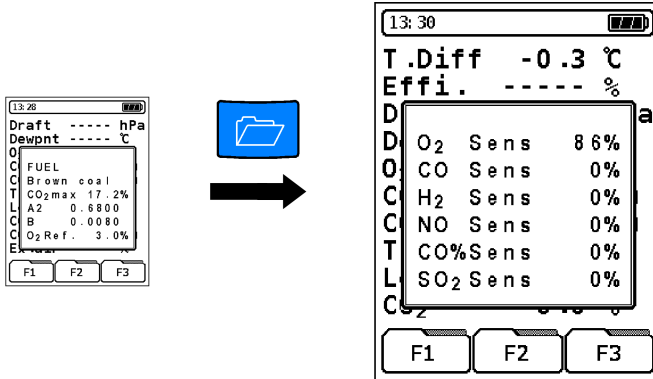 13:28
Draft ----- hPa
Dewpnt ----- ℃
FUEL
Brown coal
CO₂max 17.2%
A2 0.6800
B 0.0080
O₂Ref. 3.0%
F1 F2 F3
13:30
T.Diff -0.3 ℃
Effi. ----- %
O₂ Sens 86%
CO Sens 0%
H₂ Sens 0%
NO Sens 0%
CO%Sens 0%
SO₂Sens 0%
F1 F2 F3